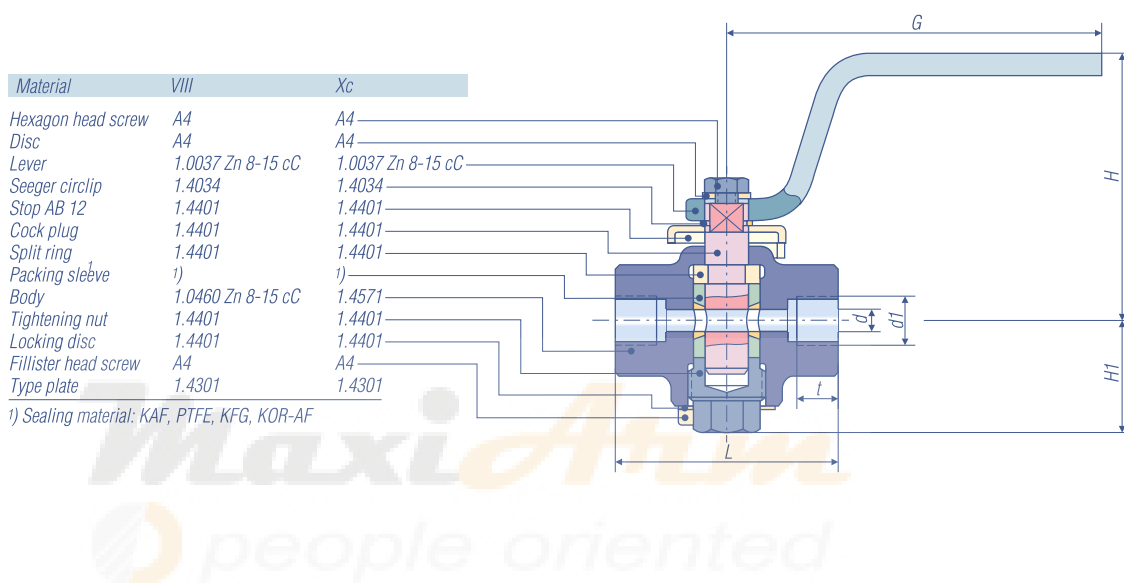 Material VIII Xc
Hexagon head screw A4 A4
Disc A4 A4
Lever 1.0037 Zn 8-15 cC 1.0037 Zn 8-15 cC
Seeger circlip 1.4034 1.4034
Stop AB 12 1.4401 1.4401
Cock plug 1.4401 1.4401
Split ring 1.4401 1.4401
1
Packing sleeve 1) 1)
Body 1.0460 Zn 8-15 cC 1.4571
Tightening nut 1.4401 1.4401
Locking disc 1.4401 1.4401
Fillister head screw A4 A4
Type plate 1.4301 1.4301
1) Sealing material: KAF, PTFE, KFG, KOR-AF
G
H
d
d1
H1
t
L
MaxiArm
people oriented